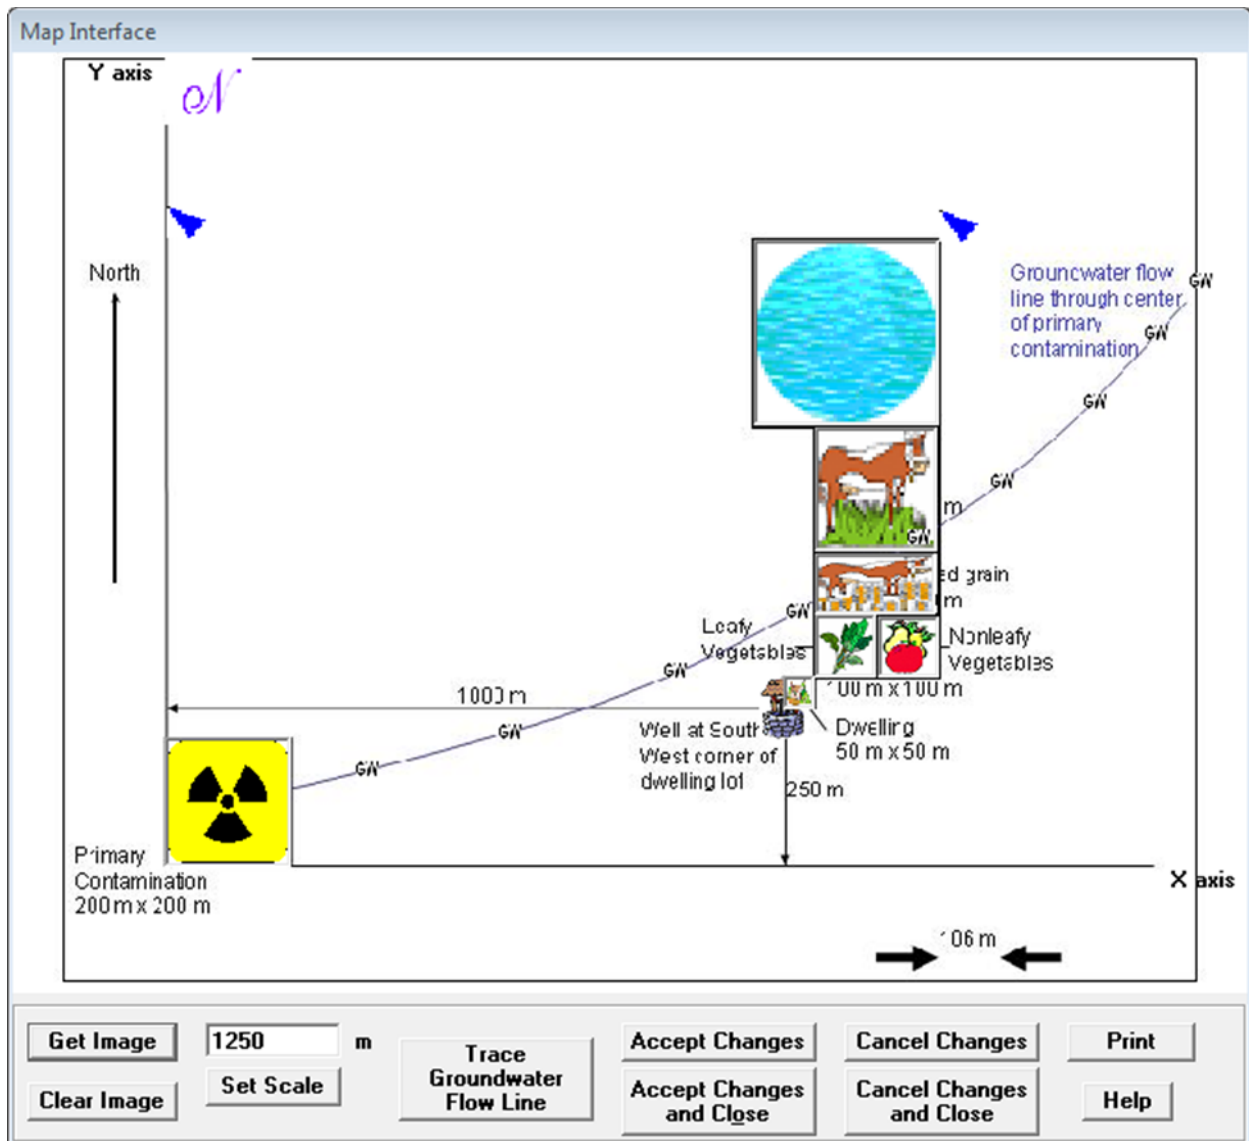 Map Interface
Y axis
N
North
Groundwater flow
line through center
of primary
contamination
GW
GW
GW
GW
GW
m
ed grain
m
GW
Leafy
Vegetables
Nonleafy
Vegetables
GW
100 m x 100 m
1000 m
GW
Well at South
West corner of
dwelling lot
Dwelling
50 m x 50 m
GW
250 m
Primary
Contamination
200 m x 200 m
X axis
106 m
Get Image
1250
m
Set Scale
Clear Image
Trace
Groundwater
Flow Line
Accept Changes
Cancel Changes
Print
Accept Changes
and Close
Cancel Changes
and Close
Help